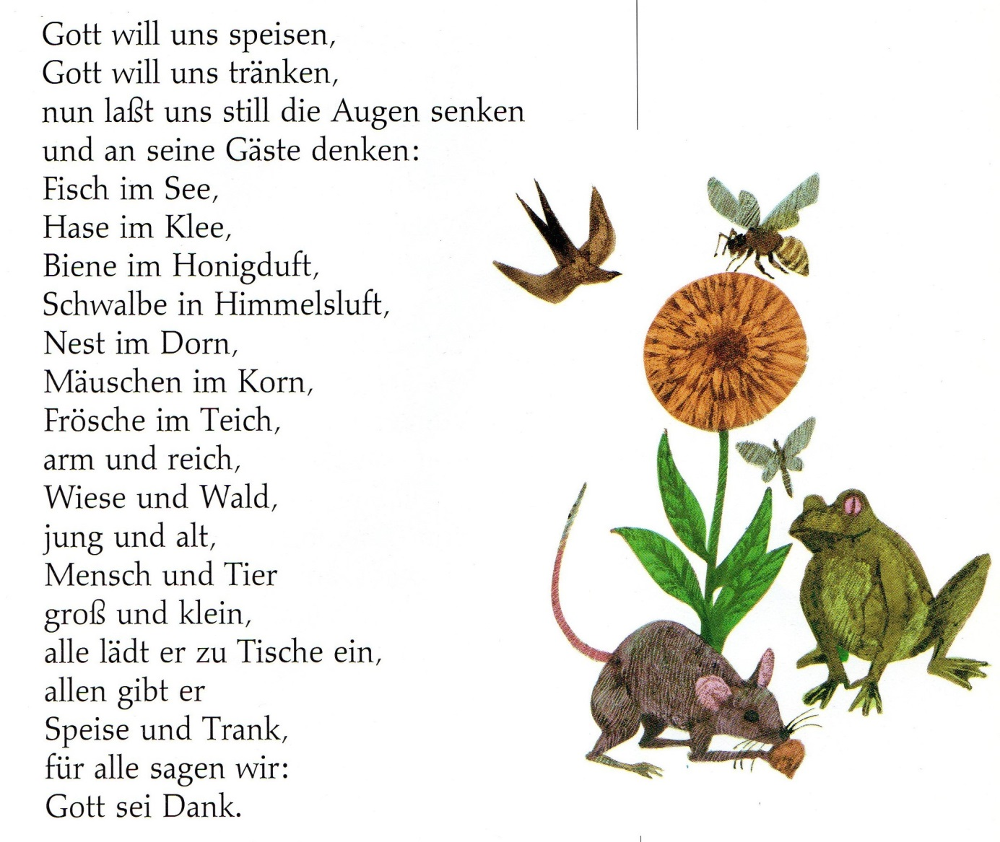 Gott will uns speisen,
Gott will uns tränken,
nun laßt uns still die Augen senken
und an seine Gäste denken:
Fisch im See,
Hase im Klee,
Biene im Honigduft,
Schwalbe in Himmelsluft,
Nest im Dorn,
Mäuschen im Korn,
Frösche im Teich,
arm und reich,
Wiese und Wald,
jung und alt,
Mensch und Tier
groß und klein,
alle lädt er zu Tische ein,
allen gibt er
Speise und Trank,
für alle sagen wir:
Gott sei Dank.